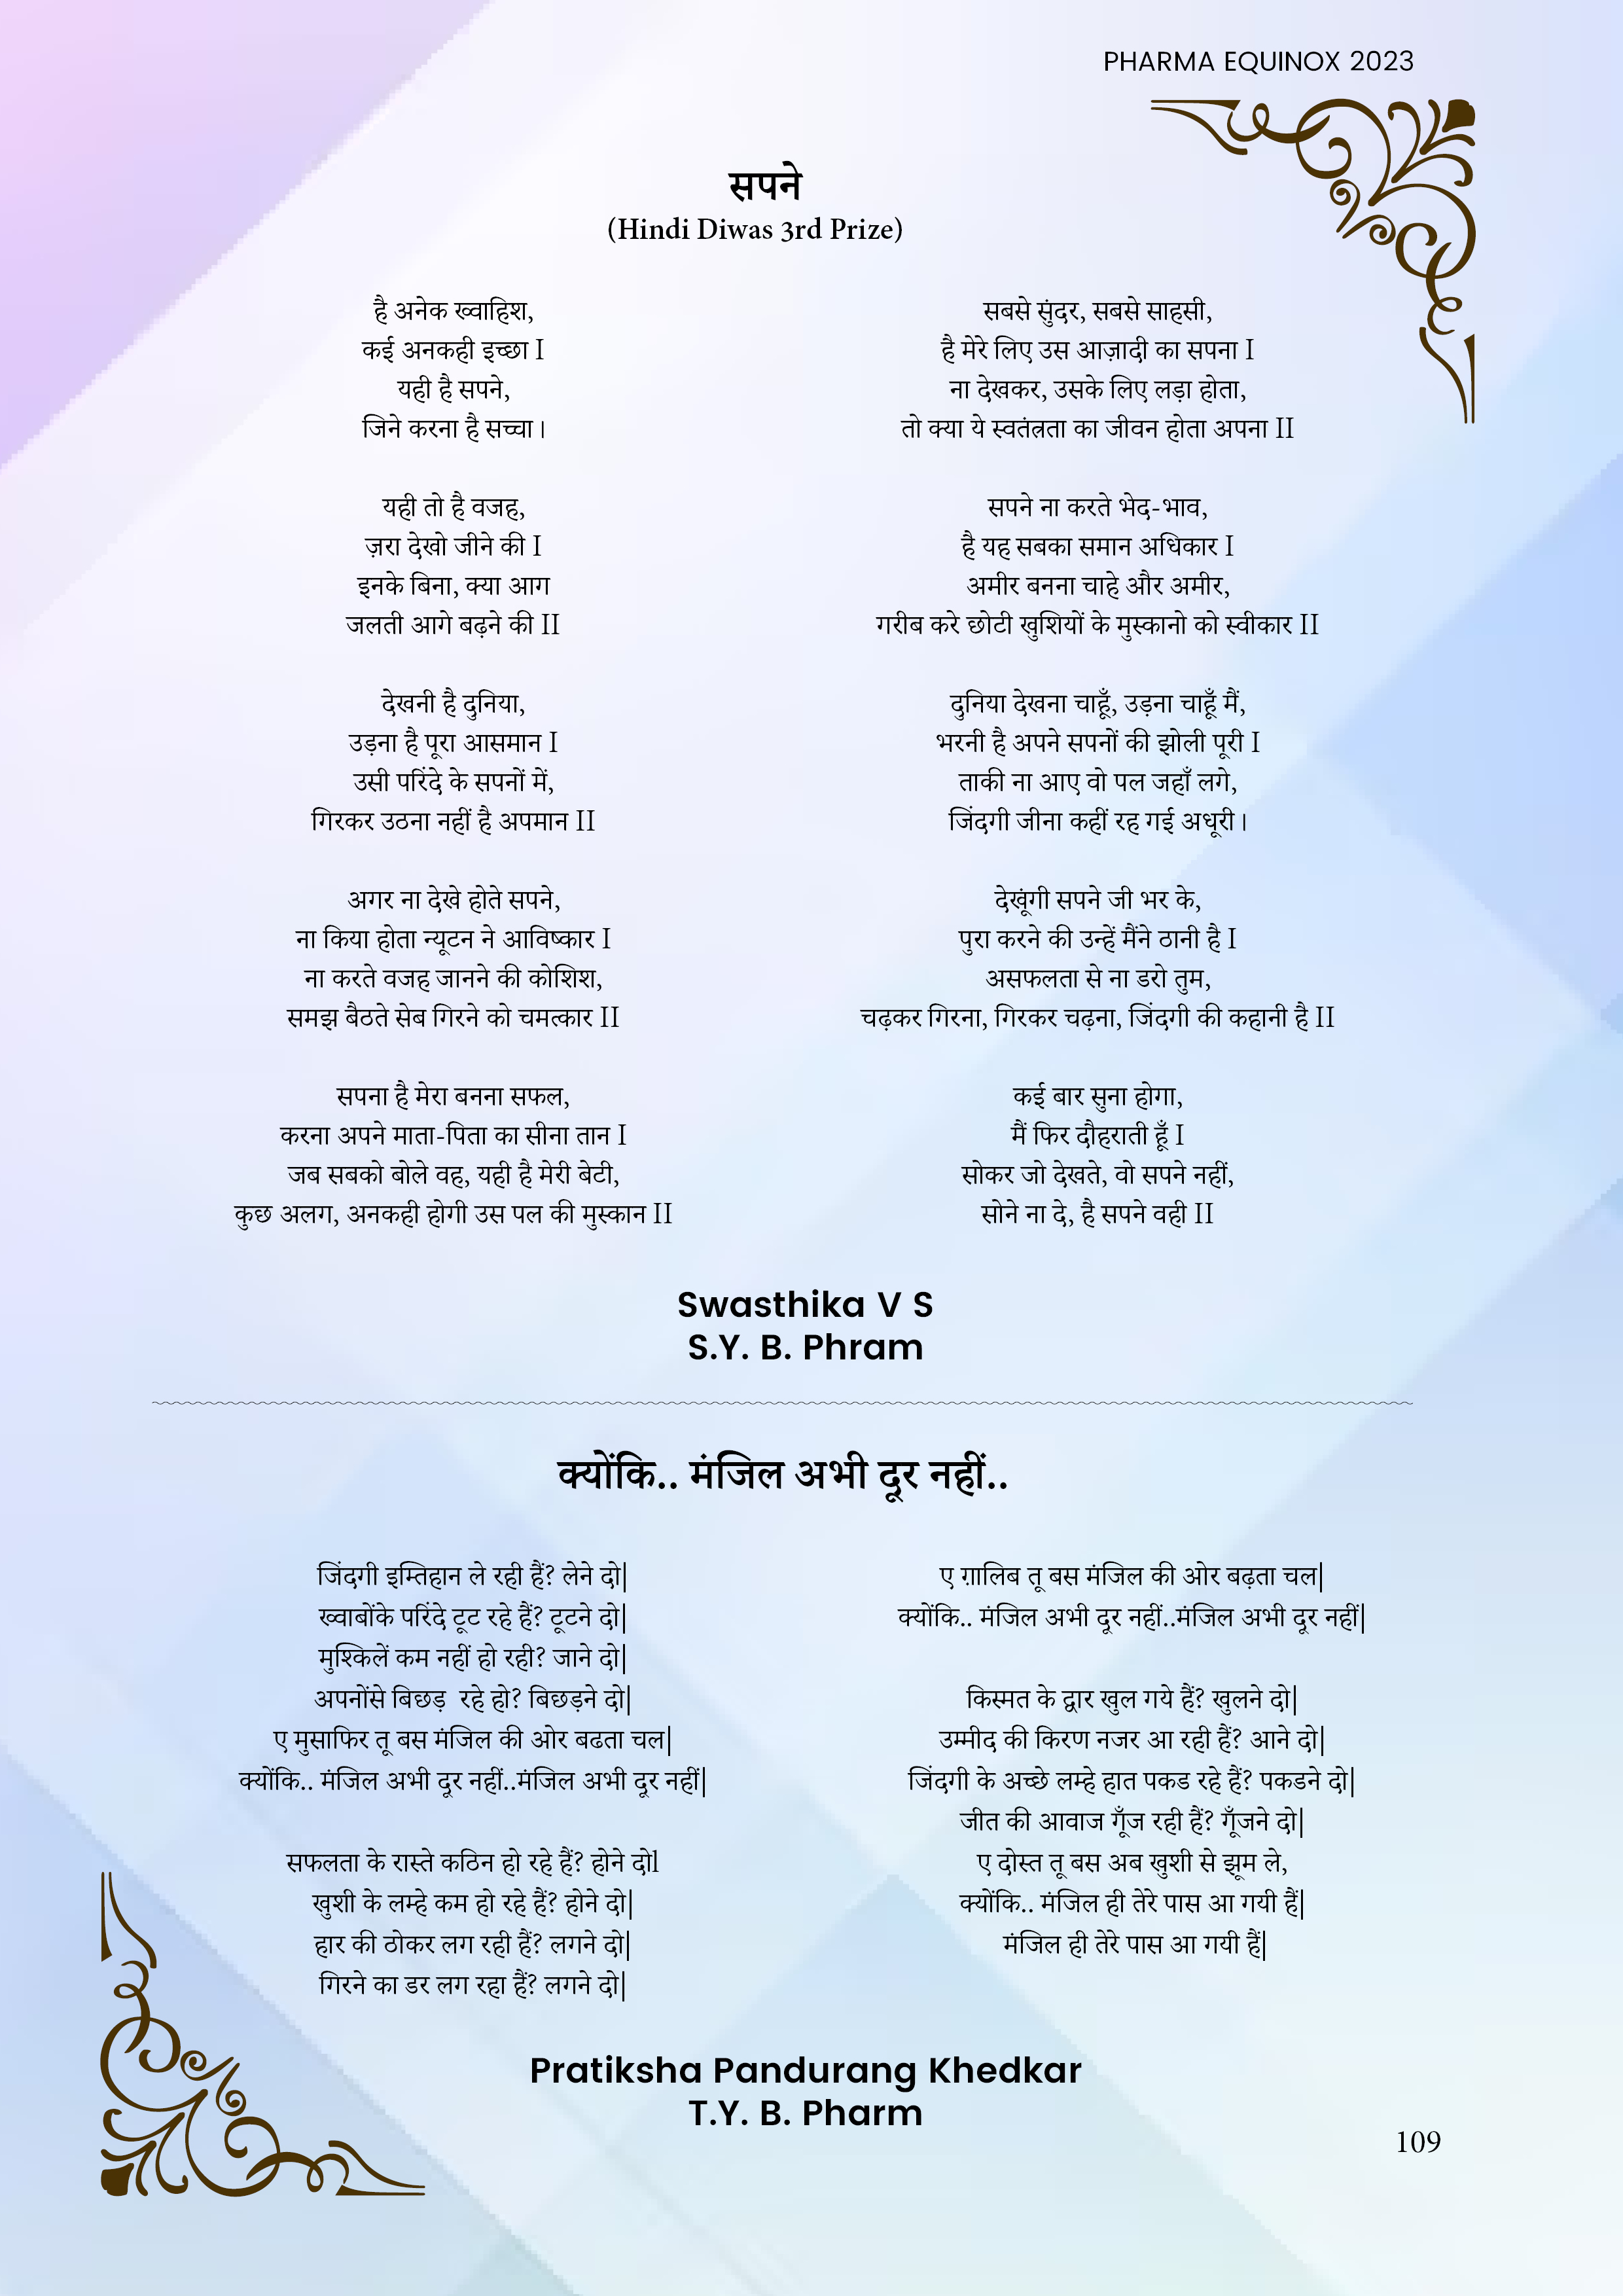 PHARMA EQUINOX 2023
सपने
(Hindi Diwas 3rd Prize)
है अनेक ख्वाहिश,
कई अनकही इच्छा I
यही है सपने,
जिने करना है सच्चा।
यही तो है वजह,
ज़रा देखो जीने की I
इनके बिना, क्या आग
जलती आगे बढ़ने की II
देखनी है दुनिया,
उड़ना है पूरा आसमान I
उसी परिंदे के सपनों में,
गिरकर उठना नहीं है अपमान II
अगर ना देखे होते सपने,
ना किया होता न्यूटन ने आविष्कार I
ना करते वजह जानने की कोशिश,
समझ बैठते सेब गिरने को चमत्कार II
सपना है मेरा बनना सफल,
करना अपने माता-पिता का सीना तान I
जब सबको बोले वह, यही है मेरी बेटी,
कुछ अलग, अनकही होगी उस पल की मुस्कान II
सबसे सुंदर, सबसे साहसी,
है मेरे लिए उस आज़ादी का सपना I
ना देखकर, उसके लिए लड़ा होता,
तो क्या ये स्वतंत्रता का जीवन होता अपना II
सपने ना करते भेद-भाव,
है यह सबका समान अधिकार I
अमीर बनना चाहे और अमीर,
गरीब करे छोटी खुशियों के मुस्कानो को स्वीकार II
दुनिया देखना चाहूँ, उड़ना चाहूँ मैं,
भरनी है अपने सपनों की झोली पूरी I
ताकी ना आए वो पल जहाँ लगे,
जिंदगी जीना कहीं रह गई अधूरी।
देखूंगी सपने जी भर के,
पुरा करने की उन्हें मैंने ठानी है I
असफलता से ना डरो तुम,
चढ़कर गिरना, गिरकर चढ़ना, जिंदगी की कहानी है II
कई बार सुना होगा,
मैं फिर दौहराती हूँ I
सोकर जो देखते, वो सपने नहीं,
सोने ना दे, है सपने वही II
Swasthika V S
S.Y. B. Phram
क्योंकि.. मंजिल अभी दूर नहीं..
जिंदगी इम्तिहान ले रही हैं? लेने दो|
ख्वाबोंके परिंदे टूट रहे हैं? टूटने दो|
मुश्किलें कम नहीं हो रही? जाने दो|
अपनोंसे बिछड़  रहे हो? बिछड़ने दो|
ए मुसाफिर तू बस मंजिल की ओर बढता चल|
क्योंकि.. मंजिल अभी दूर नहीं..मंजिल अभी दूर नहीं|
सफलता के रास्ते कठिन हो रहे हैं? होने दोl
खुशी के लम्हे कम हो रहे हैं? होने दो|
हार की ठोकर लग रही हैं? लगने दो|
गिरने का डर लग रहा हैं? लगने दो|
ए ग़ालिब तू बस मंजिल की ओर बढ़ता चल|
क्योंकि.. मंजिल अभी दूर नहीं..मंजिल अभी दूर नहीं|
किस्मत के द्वार खुल गये हैं? खुलने दो|
उम्मीद की किरण नजर आ रही हैं? आने दो|
जिंदगी के अच्छे लम्हे हात पकड रहे हैं? पकडने दो|
जीत की आवाज गूँज रही हैं? गूँजने दो|
ए दोस्त तू बस अब खुशी से झूम ले,
क्योंकि.. मंजिल ही तेरे पास आ गयी हैं|
मंजिल ही तेरे पास आ गयी हैं|
Pratiksha Pandurang Khedkar
T.Y. B. Pharm
109